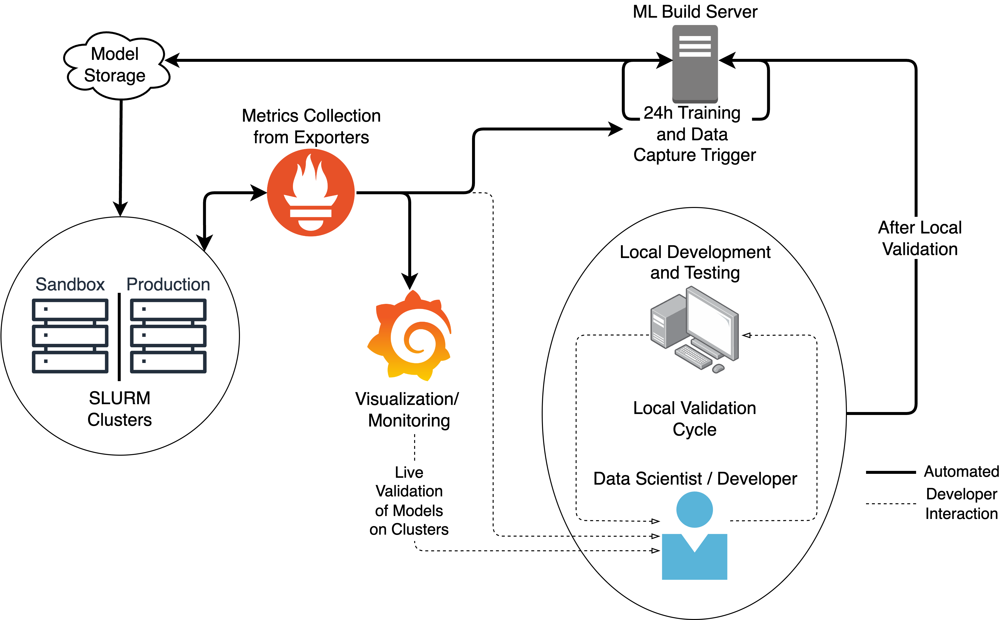 ML Build Server
Model
Storage
Metrics Collection
from Exporters
24h Training
and Data
Capture Trigger
After Local
Validation
Local Development
and Testing
Sandbox
Production
SLURM
Clusters
Visualization/
Monitoring
Local Validation
Cycle
Live
Validation
of Models
on Clusters
Data Scientist / Developer
Automated
Developer
Interaction